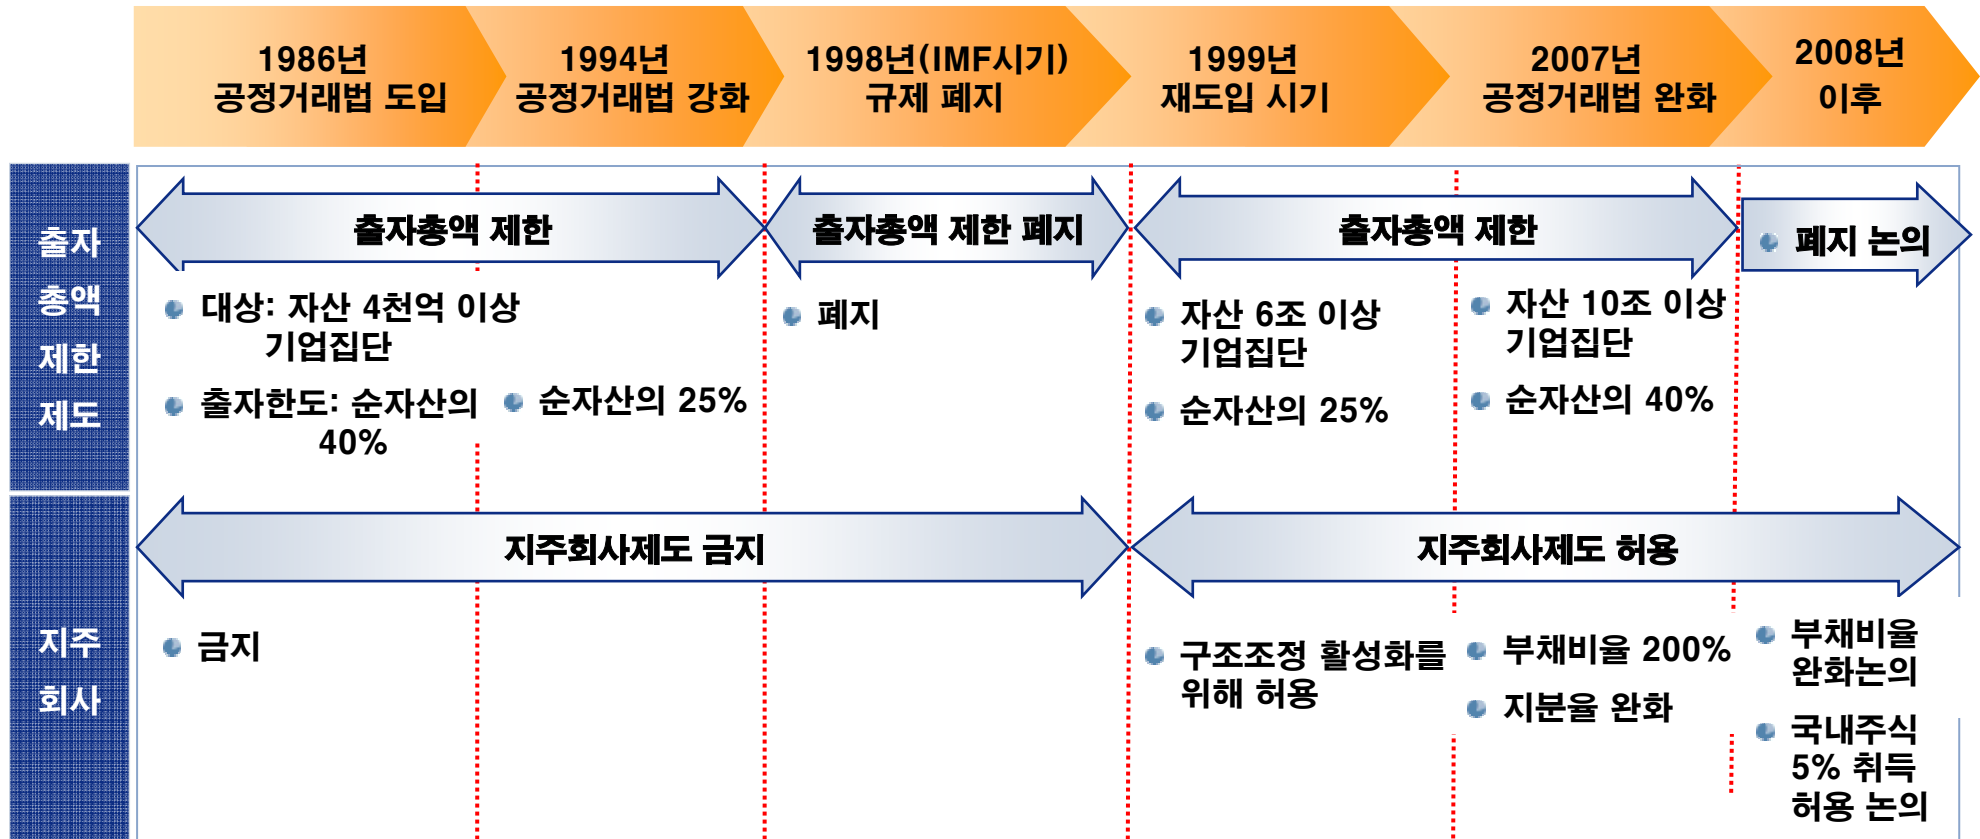 1986년
공정거래법 도입
1994년
공정거래법 강화
1998년(IMF시기)
규제 폐지
1999년
재도입 시기
2007년
공정거래법 완화
2008년
이후
출자
총액
제한
제도
출자총액 제한
출자총액 제한 폐지
출자총액 제한
폐지 논의
대상: 자산 4천억 이상
기업집단
출자한도: 순자산의
40%
순자산의 25%
폐지
자산 6조 이상
기업집단
순자산의 25%
자산 10조 이상
기업집단
순자산의 40%
지주
회사
지주회사제도 금지
지주회사제도 허용
금지
구조조정 활성화를
위해 허용
부채비율 200%
지분율 완화
부채비율
완화논의
국내주식
5% 취득
허용 논의